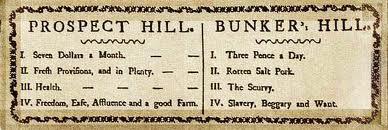 PROSPECT HILL.
I. Seven Dollars a Month. — —
II. Fresh Provisions, and in Plenty. — —
III. Health. — — —
IV. Freedom, Ease, Affluence and a good Farm.
BUNKER's HILL.
I. Three Pence a Day.
II. Rotten Salt Pork.
III. The Scurvy.
IV. Slavery, Beggary and Want.